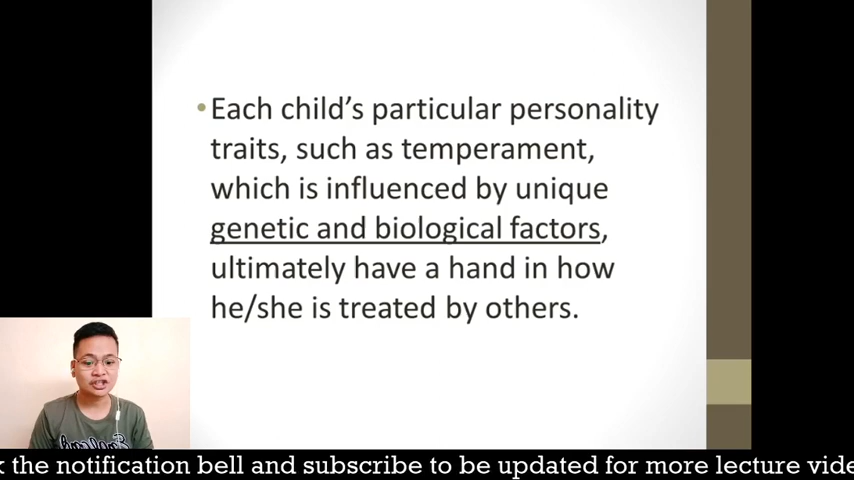 •Each child's particular personality
traits, such as temperament,
which is influenced by unique
genetic and biological factors,
ultimately have a hand in how
he/she is treated by others.
England
the notification bell and subscribe to be updated for more lecture